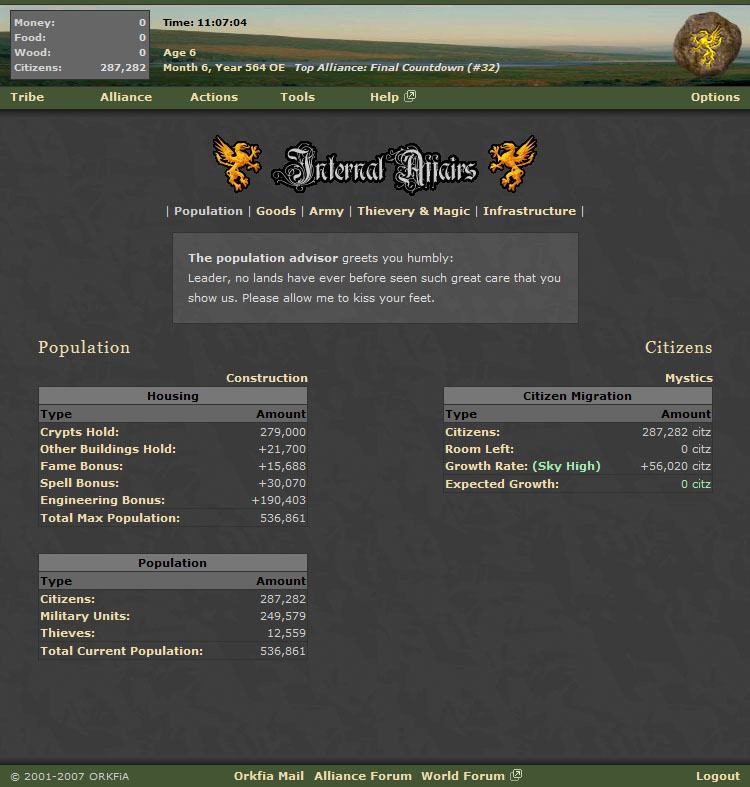 Money: 0
Food: 0
Wood: 0
Citizens: 287,282
Time: 11:07:04
Age 6
Month 6, Year 564 OE Top Alliance: Final Countdown (#32)
Tribe Alliance Actions Tools Help Options
Internal Affairs
| Population | Goods | Army | Thievery & Magic | Infrastructure |
The population advisor greets you humbly:
Leader, no lands have ever before seen such great care that you
show us. Please allow me to kiss your feet.
Population
Construction
Housing
Type Amount
Crypts Hold: 279,000
Other Buildings Hold: +21,700
Fame Bonus: +15,688
Spell Bonus: +30,070
Engineering Bonus: +190,403
Total Max Population: 536,861
Population
Type Amount
Citizens: 287,282
Military Units: 249,579
Thieves: 12,559
Total Current Population: 536,861
Citizens
Mystics
Citizen Migration
Type Amount
Citizens: 287,282 citz
Room Left: 0 citz
Growth Rate: (Sky High) +56,020 citz
Expected Growth: 0 citz
© 2001-2007 ORKFiA Orkfia Mail Alliance Forum World Forum Logout